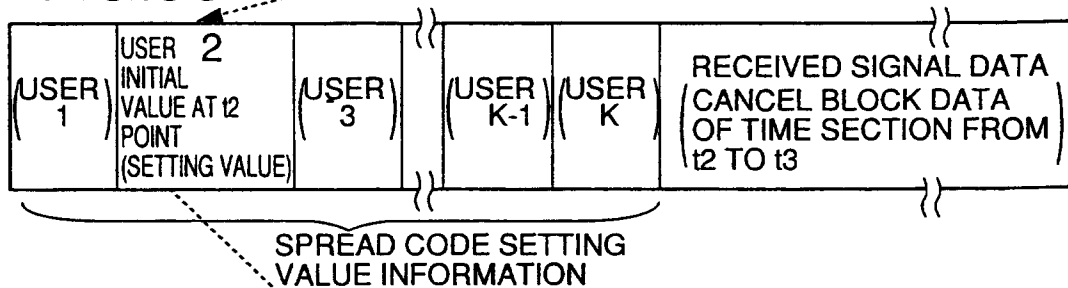 (USER 1)
USER 2
INITIAL
VALUE AT t2
POINT
(SETTING VALUE)
(USER 3)
(USER K-1)
(USER K)
RECEIVED SIGNAL DATA
(CANCEL BLOCK DATA
OF TIME SECTION FROM
t2 TO t3)
SPREAD CODE SETTING
VALUE INFORMATION